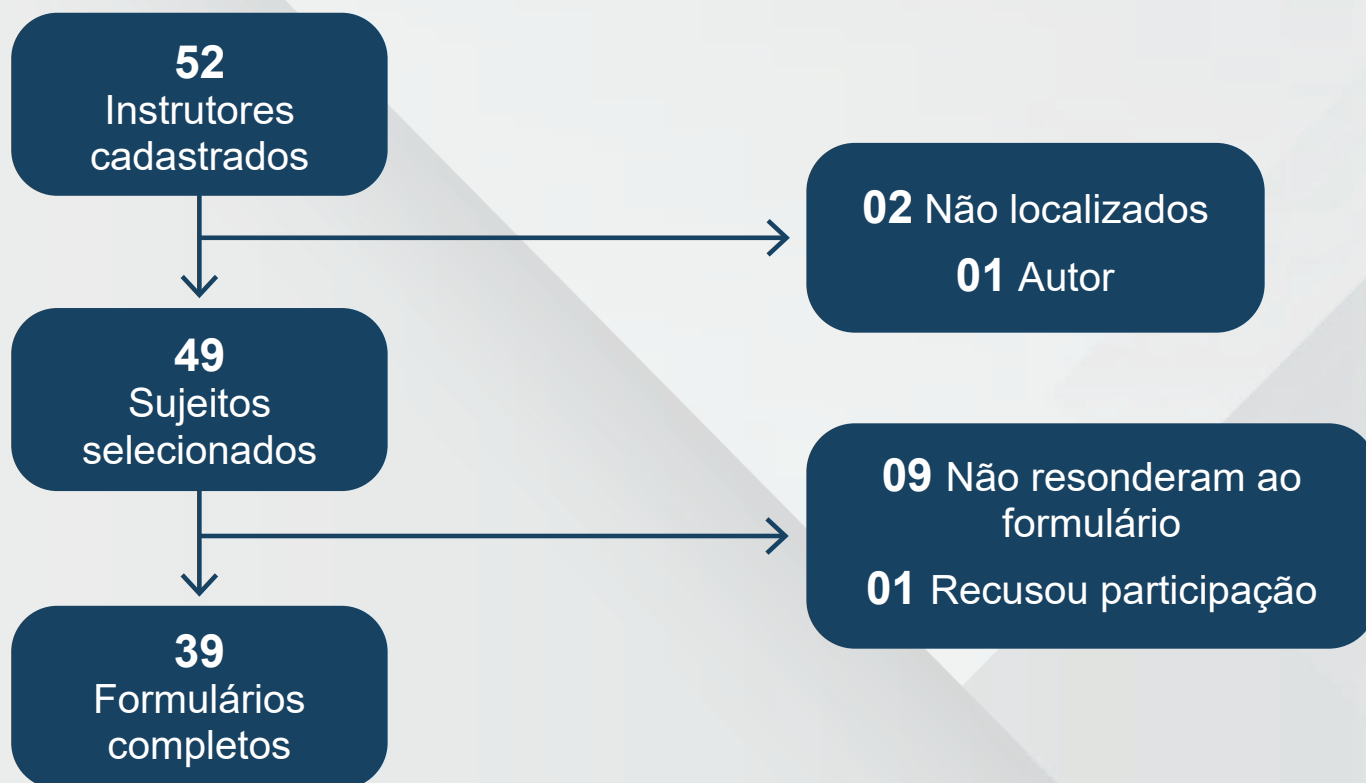 52
Instrutores
cadastrados
02 Não localizados
01 Autor
49
Sujeitos
selecionados
09 Não resonderam ao
formulário
01 Recusou participação
39
Formulários
completos